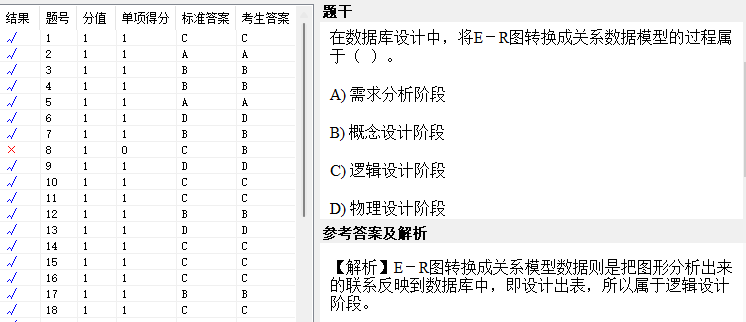 结果 题号 分值 单项得分 标准答案 考生答案
1 1 1 C C
2 1 1 A A
3 1 1 B B
4 1 1 B B
5 1 1 A A
6 1 1 D D
7 1 1 B B
8 1 0 C B
9 1 1 D D
10 1 1 C C
11 1 1 C C
12 1 1 B B
13 1 1 D D
14 1 1 C C
15 1 1 C C
16 1 1 C C
17 1 1 B B
18 1 1 C C
题干
在数据库设计中，将E－R图转换成关系数据模型的过程属
于（ ）。
A) 需求分析阶段
B) 概念设计阶段
C) 逻辑设计阶段
D) 物理设计阶段
参考答案及解析
【解析】E－R图转换成关系模型数据则是把图形分析出来
的联系反映到数据库中，即设计出表，所以属于逻辑设计
阶段。